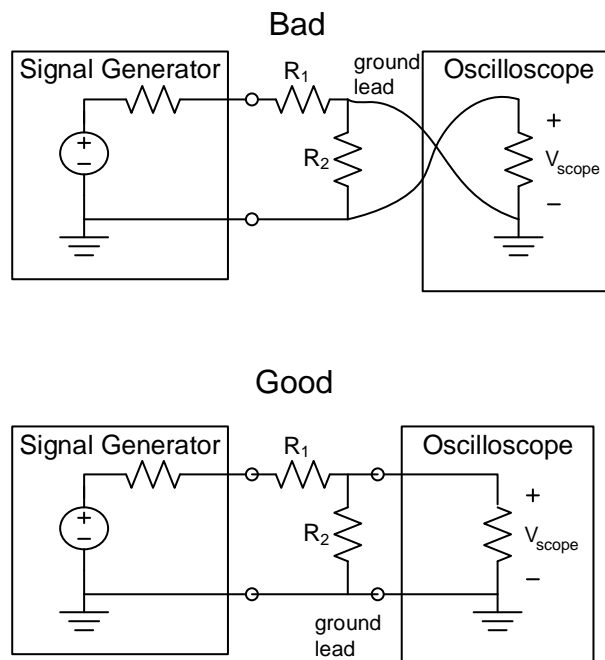 Bad
Signal Generator
ground
lead
Oscilloscope
R1
R2
+
−
+
Vscope
−
Good
Signal Generator
Oscilloscope
R1
R2
+
−
+
Vscope
−
ground
lead